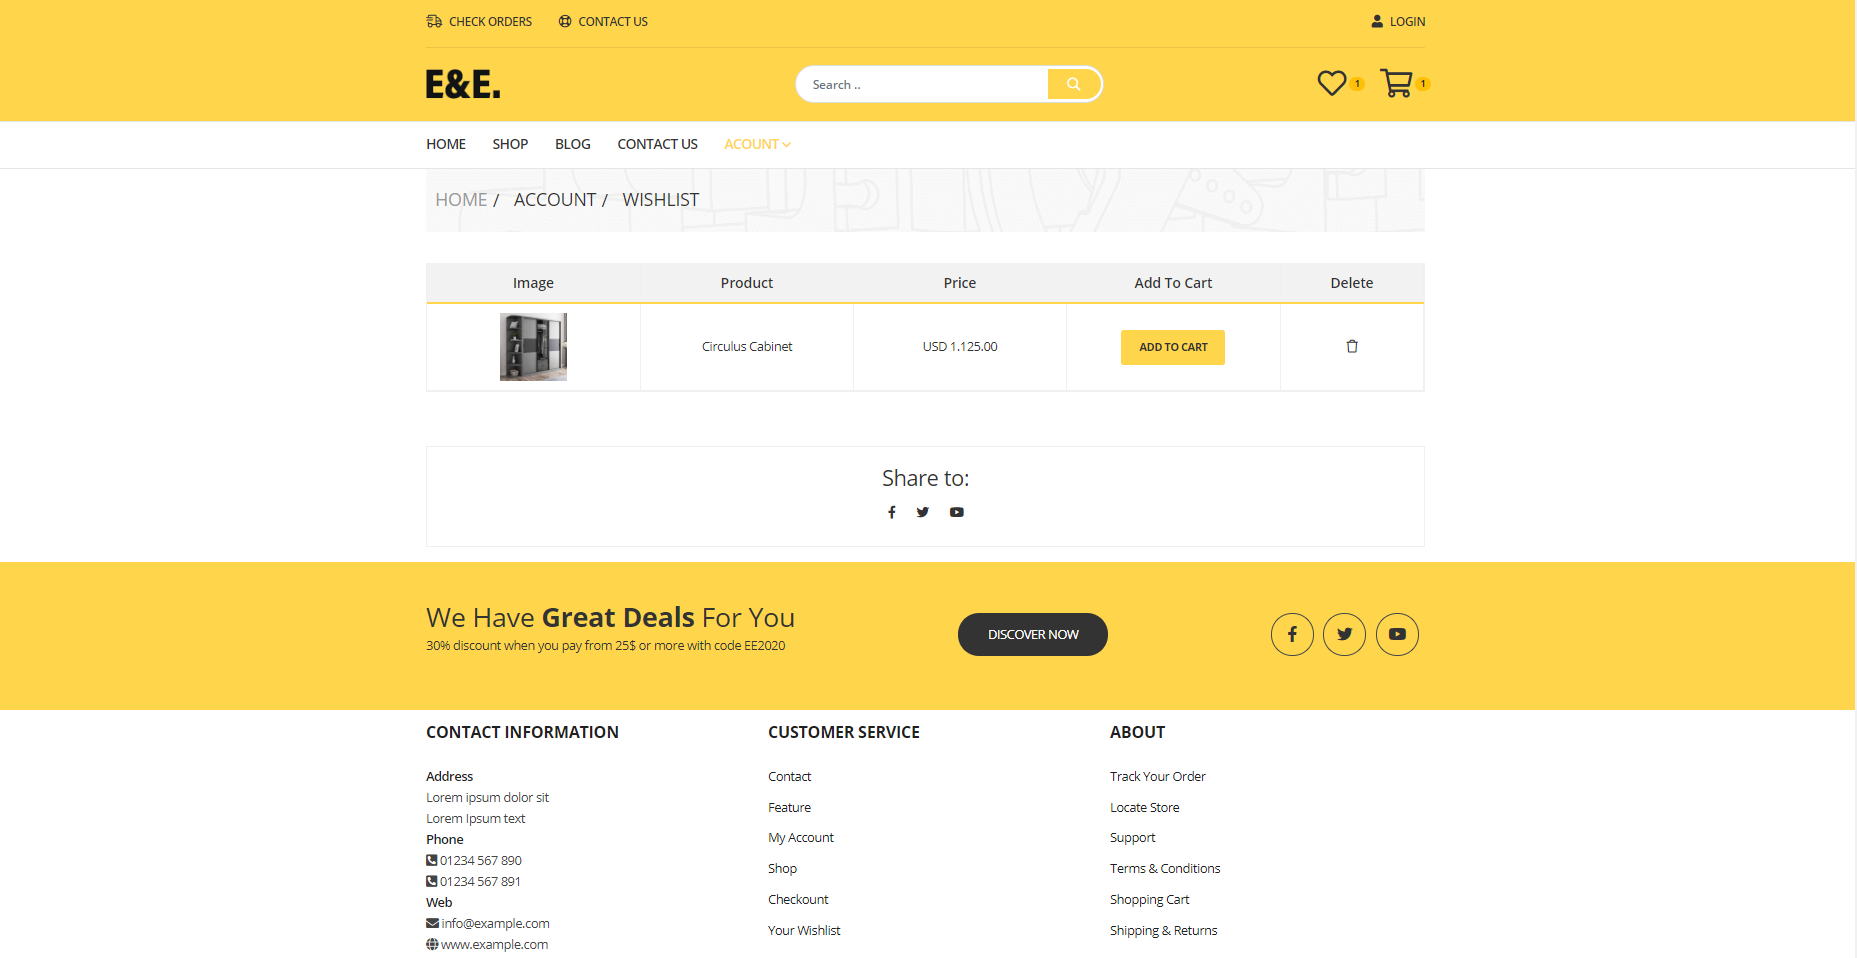 CHECK ORDERS CONTACT US LOGIN
E&E. Search .. 1 1
HOME SHOP BLOG CONTACT US ACOUNT
HOME / ACCOUNT / WISHLIST
Image Product Price Add To Cart Delete
Circulus Cabinet USD 1.125.00 ADD TO CART
Share to:
We Have Great Deals For You
30% discount when you pay from 25$ or more with code EE2020
DISCOVER NOW
CONTACT INFORMATION
Address
Lorem ipsum dolor sit
Lorem Ipsum text
Phone
01234 567 890
01234 567 891
Web
info@example.com
www.example.com
CUSTOMER SERVICE
Contact
Feature
My Account
Shop
Checkount
Your Wishlist
ABOUT
Track Your Order
Locate Store
Support
Terms & Conditions
Shopping Cart
Shipping & Returns